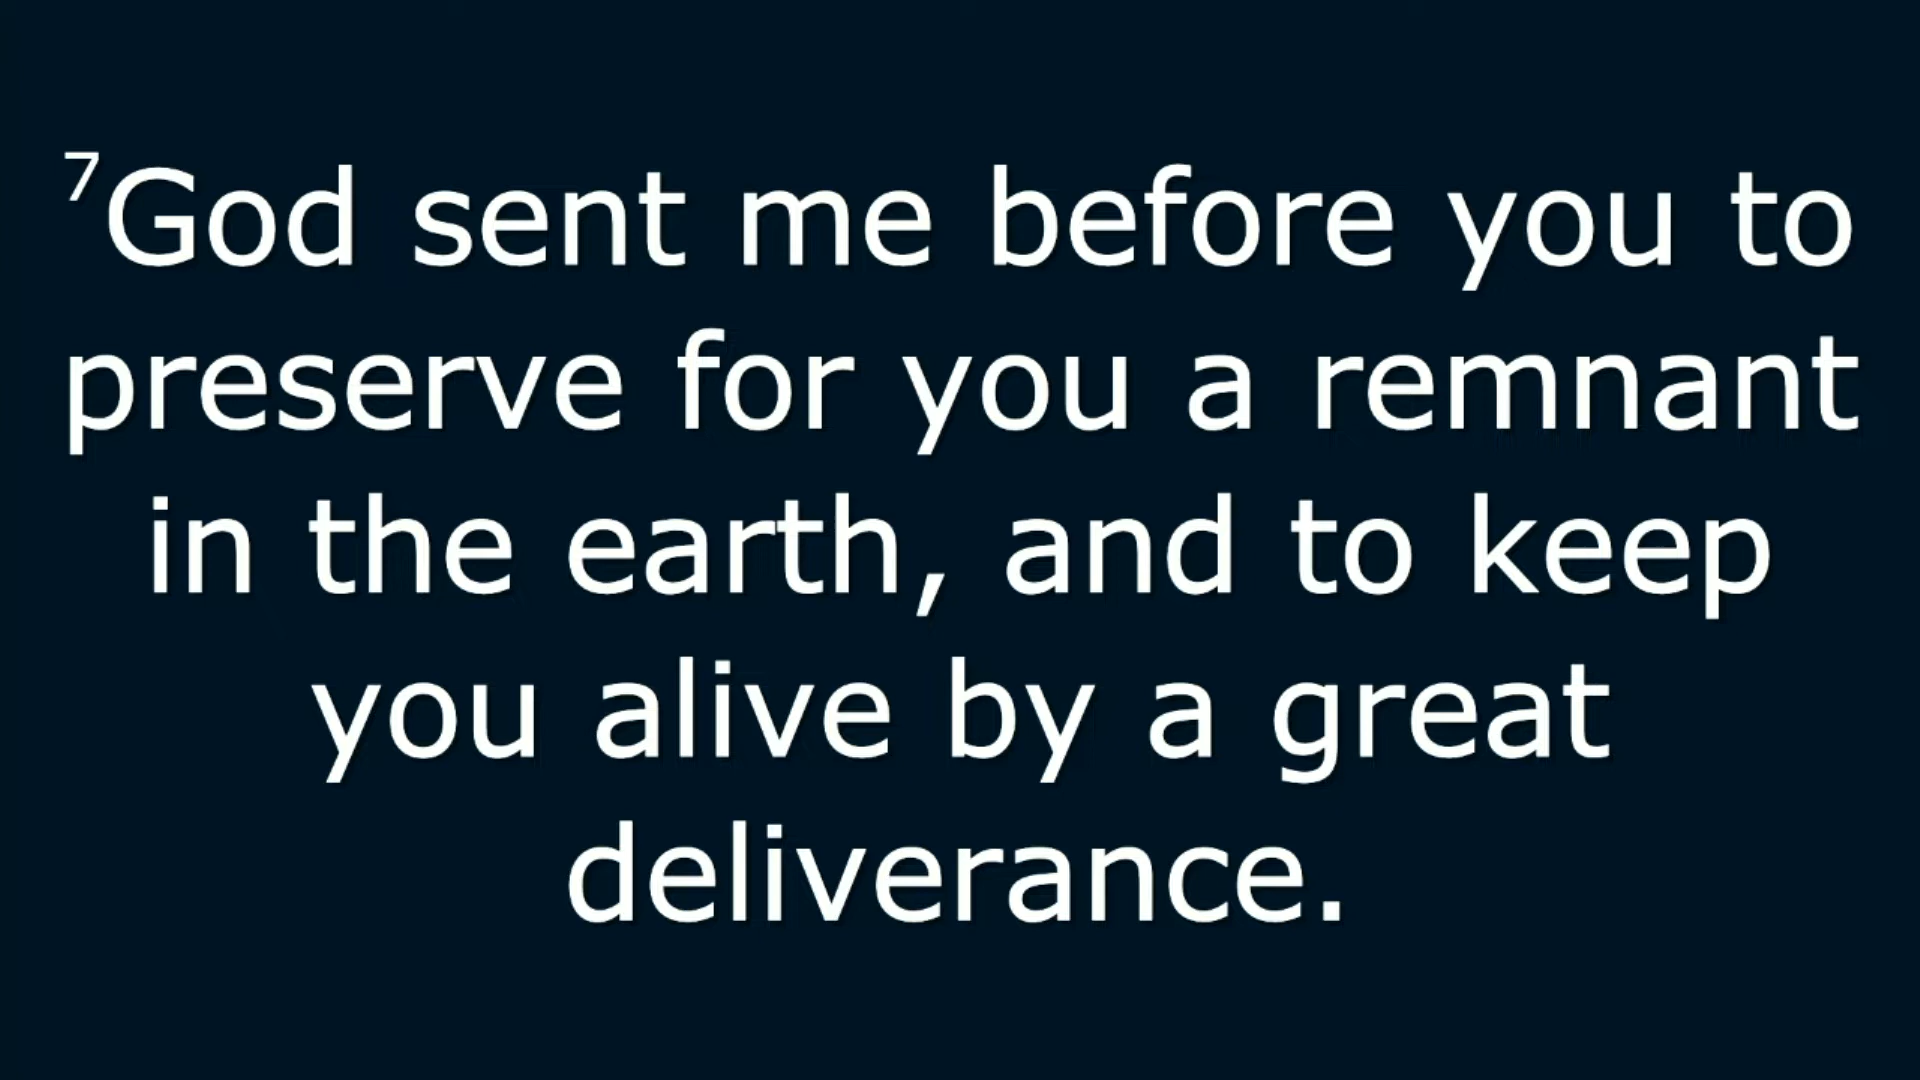 7God sent me before you to
preserve for you a remnant
in the earth, and to keep
you alive by a great
deliverance.